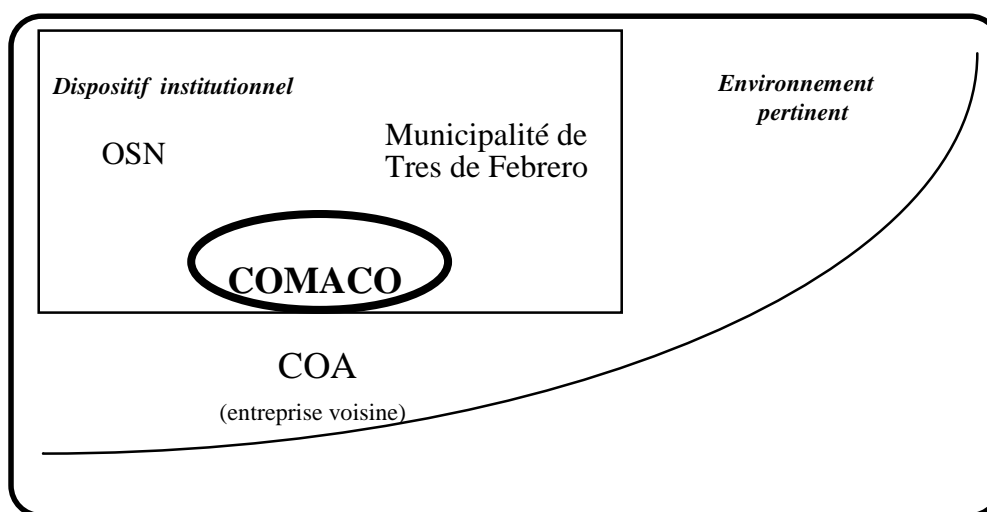 Dispositif institutionnel
Environnement
pertinent
OSN
Municipalité de
Tres de Febrero
COMACO
COA
(entreprise voisine)